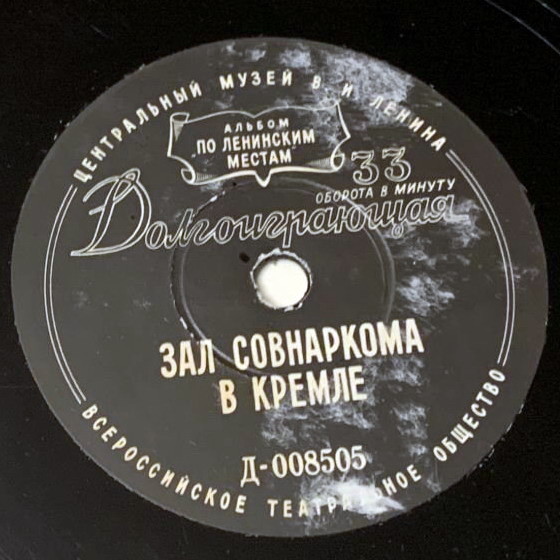 ЦЕНТРАЛЬНЫЙ МУЗЕЙ В И ЛЕНИНА
АЛЬБОМ
ПО ЛЕНИНСКИМ
МЕСТАМ
33
ОБОРОТА В МИНУТУ
Долгоиграющая
ЗАЛ СОВНАРКОМА
В КРЕМЛЕ
Д-008505
ВСЕРОССИЙСКОЕ ТЕАТРАЛЬНОЕ ОБЩЕСТВО